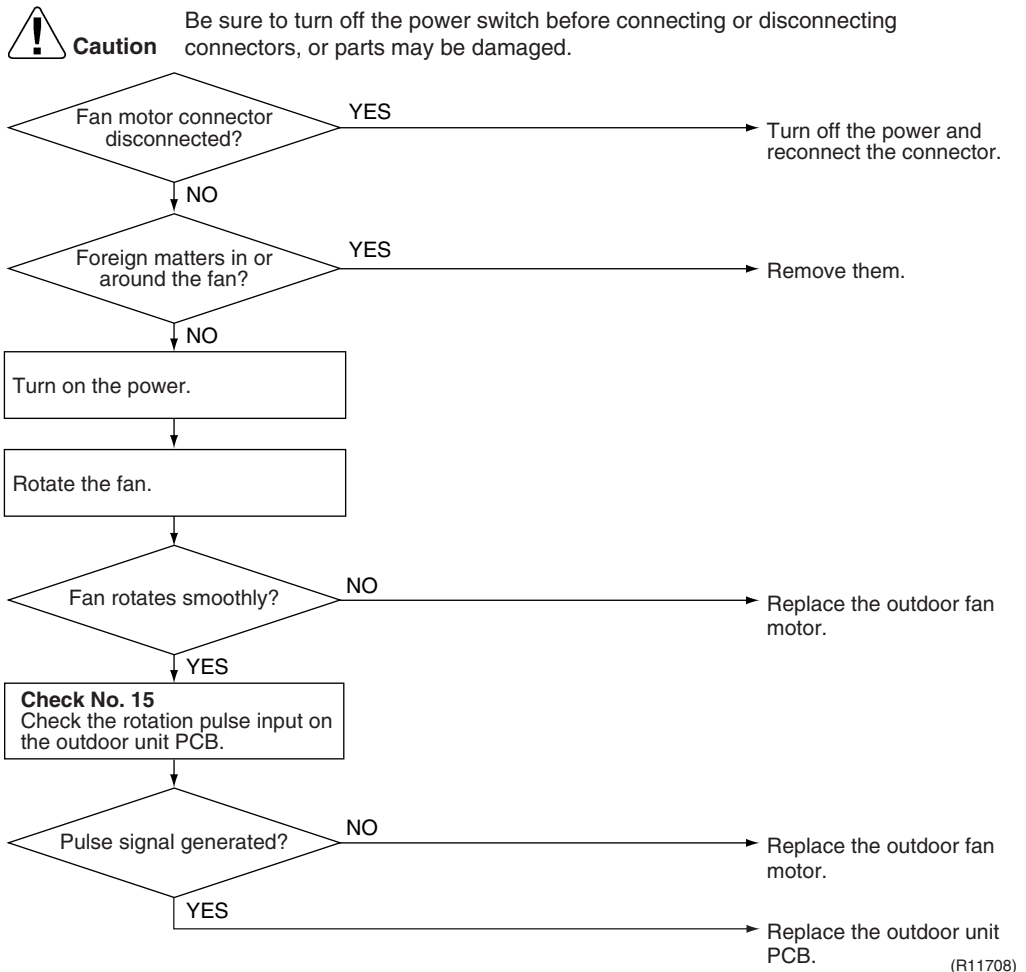 Be sure to turn off the power switch before connecting or disconnecting
Caution connectors, or parts may be damaged.
Fan motor connector
disconnected?
YES
Turn off the power and
reconnect the connector.
NO
Foreign matters in or
around the fan?
YES
Remove them.
NO
Turn on the power.
Rotate the fan.
Fan rotates smoothly?
NO
Replace the outdoor fan
motor.
YES
Check No. 15
Check the rotation pulse input on
the outdoor unit PCB.
Pulse signal generated?
NO
Replace the outdoor fan
motor.
YES
Replace the outdoor unit
PCB.
(R11708)